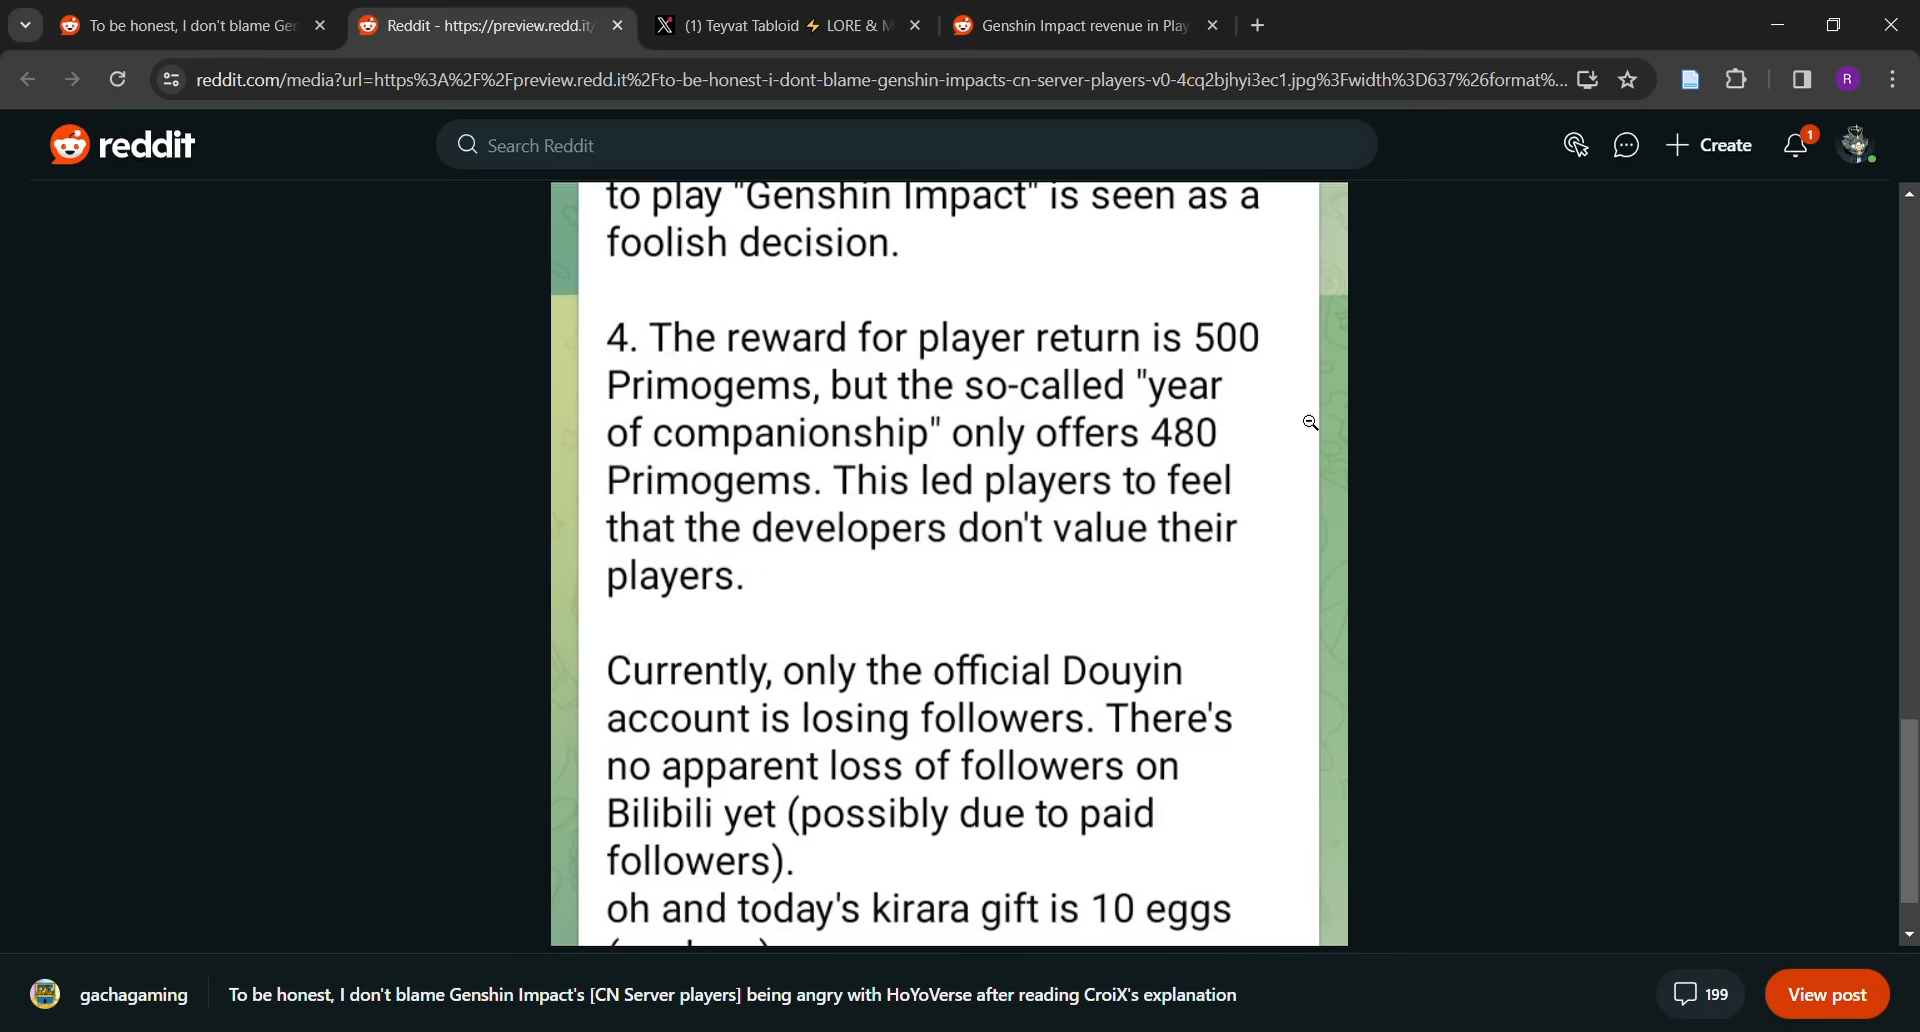 To be honest, I don't blame Gen
Reddit - https://preview.redd.it/
(1) Teyvat Tabloid ⚡ LORE & M
Genshin Impact revenue in Play
reddit.com/media?url=https%3A%2F%2Fpreview.redd.it%2Fto-be-honest-i-dont-blame-genshin-impacts-cn-server-players-v0-4cq2bjhyi3ec1.jpg%3Fwidth%3D637%26format%...
R
reddit
Search Reddit
Create
1
to play "Genshin Impact" is seen as a
foolish decision.
4. The reward for player return is 500
Primogems, but the so-called "year
of companionship" only offers 480
Primogems. This led players to feel
that the developers don't value their
players.
Currently, only the official Douyin
account is losing followers. There's
no apparent loss of followers on
Bilibili yet (possibly due to paid
followers).
oh and today's kirara gift is 10 eggs
gachagaming
To be honest, I don't blame Genshin Impact's [CN Server players] being angry with HoYoVerse after reading CroiX's explanation
199
View post